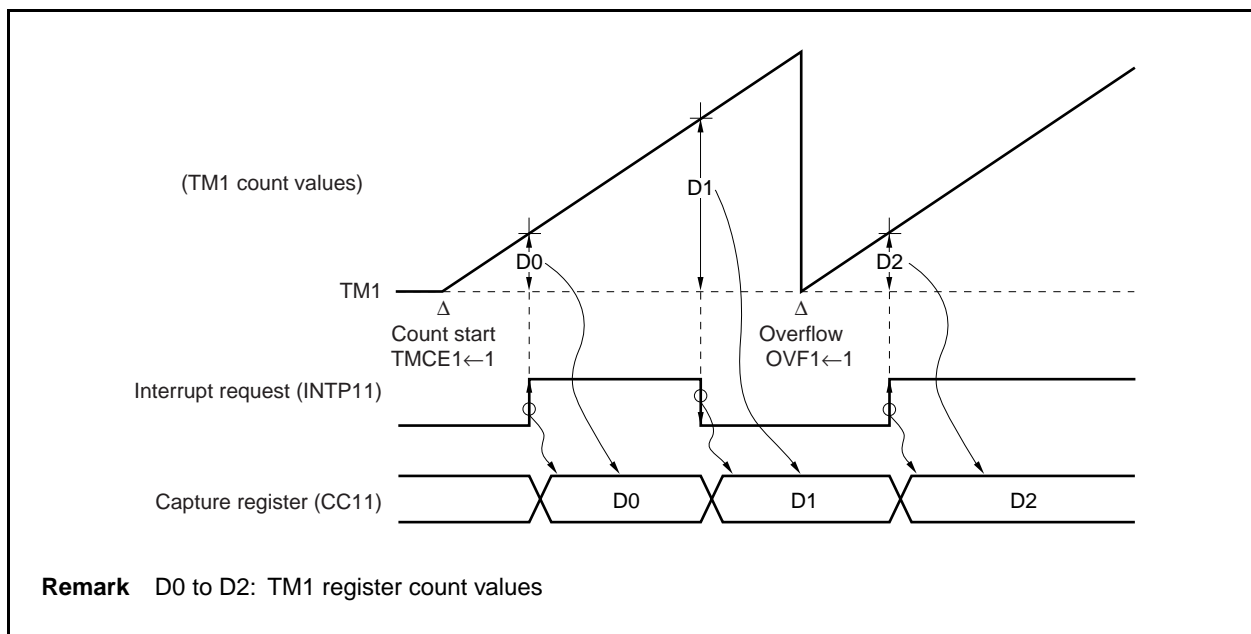 (TM1 count values)
D1
D0
D2
TM1
Δ
Δ
Count start
TMCE1←1
Overflow
OVF1←1
Interrupt request (INTP11)
Capture register (CC11)
D0
D1
D2
Remark D0 to D2: TM1 register count values